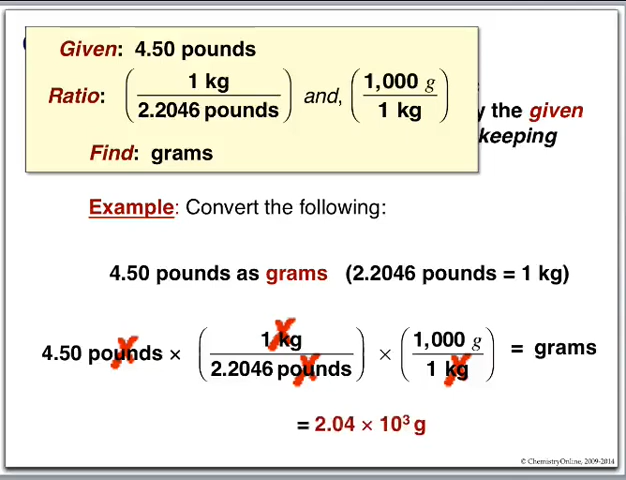 Given: 4.50 pounds
Ratio: ( 1 kg / 2.2046 pounds ) and, ( 1,000 g / 1 kg )
Find: grams
y the given
keeping
Example: Convert the following:
4.50 pounds as grams (2.2046 pounds = 1 kg)
4.50 pounds × ( 1 kg / 2.2046 pounds ) × ( 1,000 g / 1 kg ) = grams
= 2.04 × 10³ g
© ChemistryOnline, 2009-2014